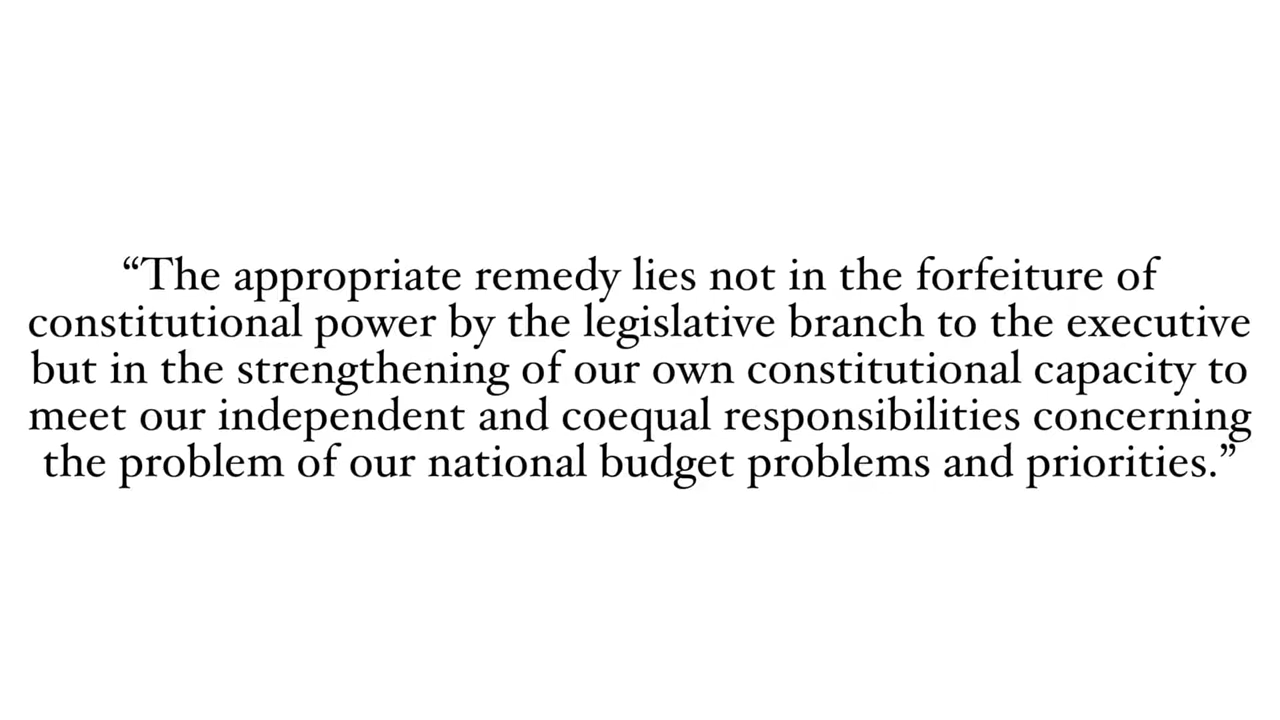 “The appropriate remedy lies not in the forfeiture of
constitutional power by the legislative branch to the executive
but in the strengthening of our own constitutional capacity to
meet our independent and coequal responsibilities concerning
the problem of our national budget problems and priorities.”